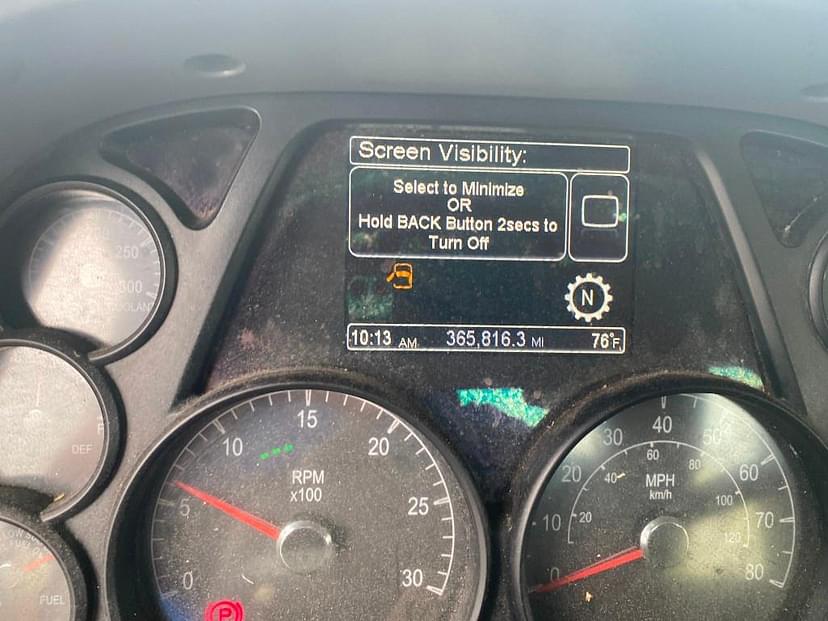 Screen Visibility:
Select to Minimize
OR
Hold BACK Button 2secs to
Turn Off
N
10:13 AM 365,816.3 MI 76°F
250
300
COOLANT
DEF
FUEL
0 5 10 15 20 25 30
RPM
x100
P
0 10 20 30 40 50 60 70 80
20 40 60 80 100 120
MPH
km/h